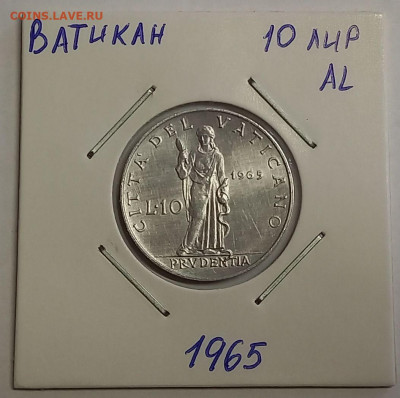 COINS.LAVE.RU
ВАТИКАН 10 ЛИР
AL
CITTA DEL VATICANO
1965
L.10
PRVDENTIA
1965